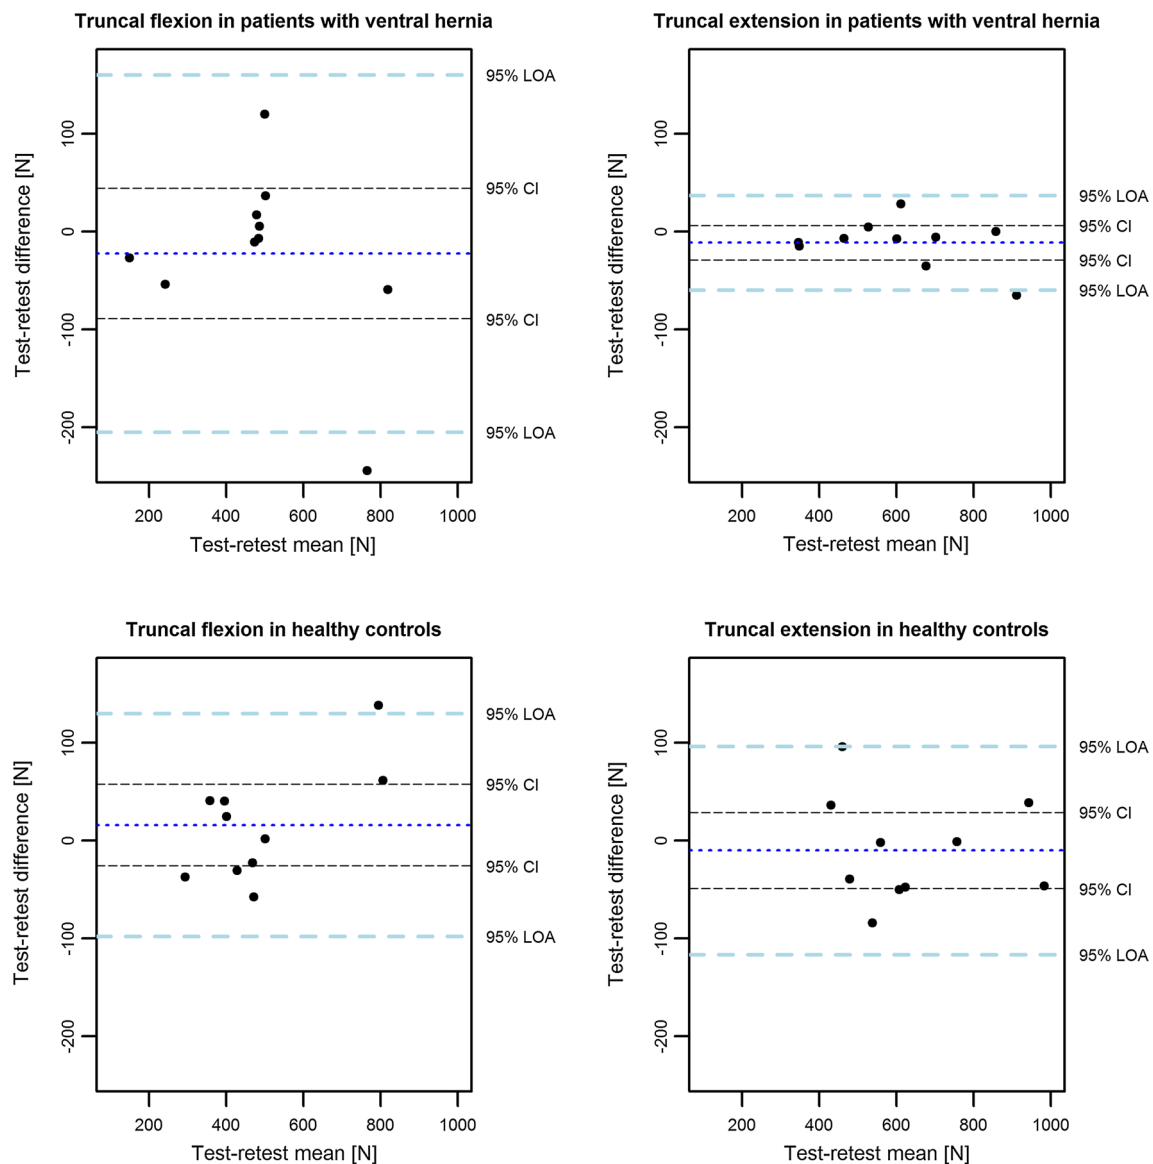 Truncal flexion in patients with ventral hernia
Test-retest difference [N]
100
0
-100
-200
95% LOA
95% CI
95% CI
95% LOA
200 400 600 800 1000
Test-retest mean [N]
Truncal extension in patients with ventral hernia
Test-retest difference [N]
100
0
-100
-200
95% LOA
95% CI
95% CI
95% LOA
200 400 600 800 1000
Test-retest mean [N]
Truncal flexion in healthy controls
Test-retest difference [N]
100
0
-100
-200
95% LOA
95% CI
95% CI
95% LOA
200 400 600 800 1000
Test-retest mean [N]
Truncal extension in healthy controls
Test-retest difference [N]
100
0
-100
-200
95% LOA
95% CI
95% CI
95% LOA
200 400 600 800 1000
Test-retest mean [N]